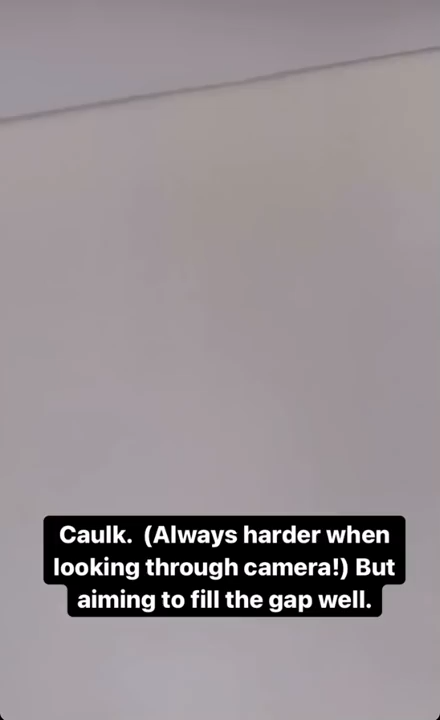 Caulk.  (Always harder when
looking through camera!) But
aiming to fill the gap well.